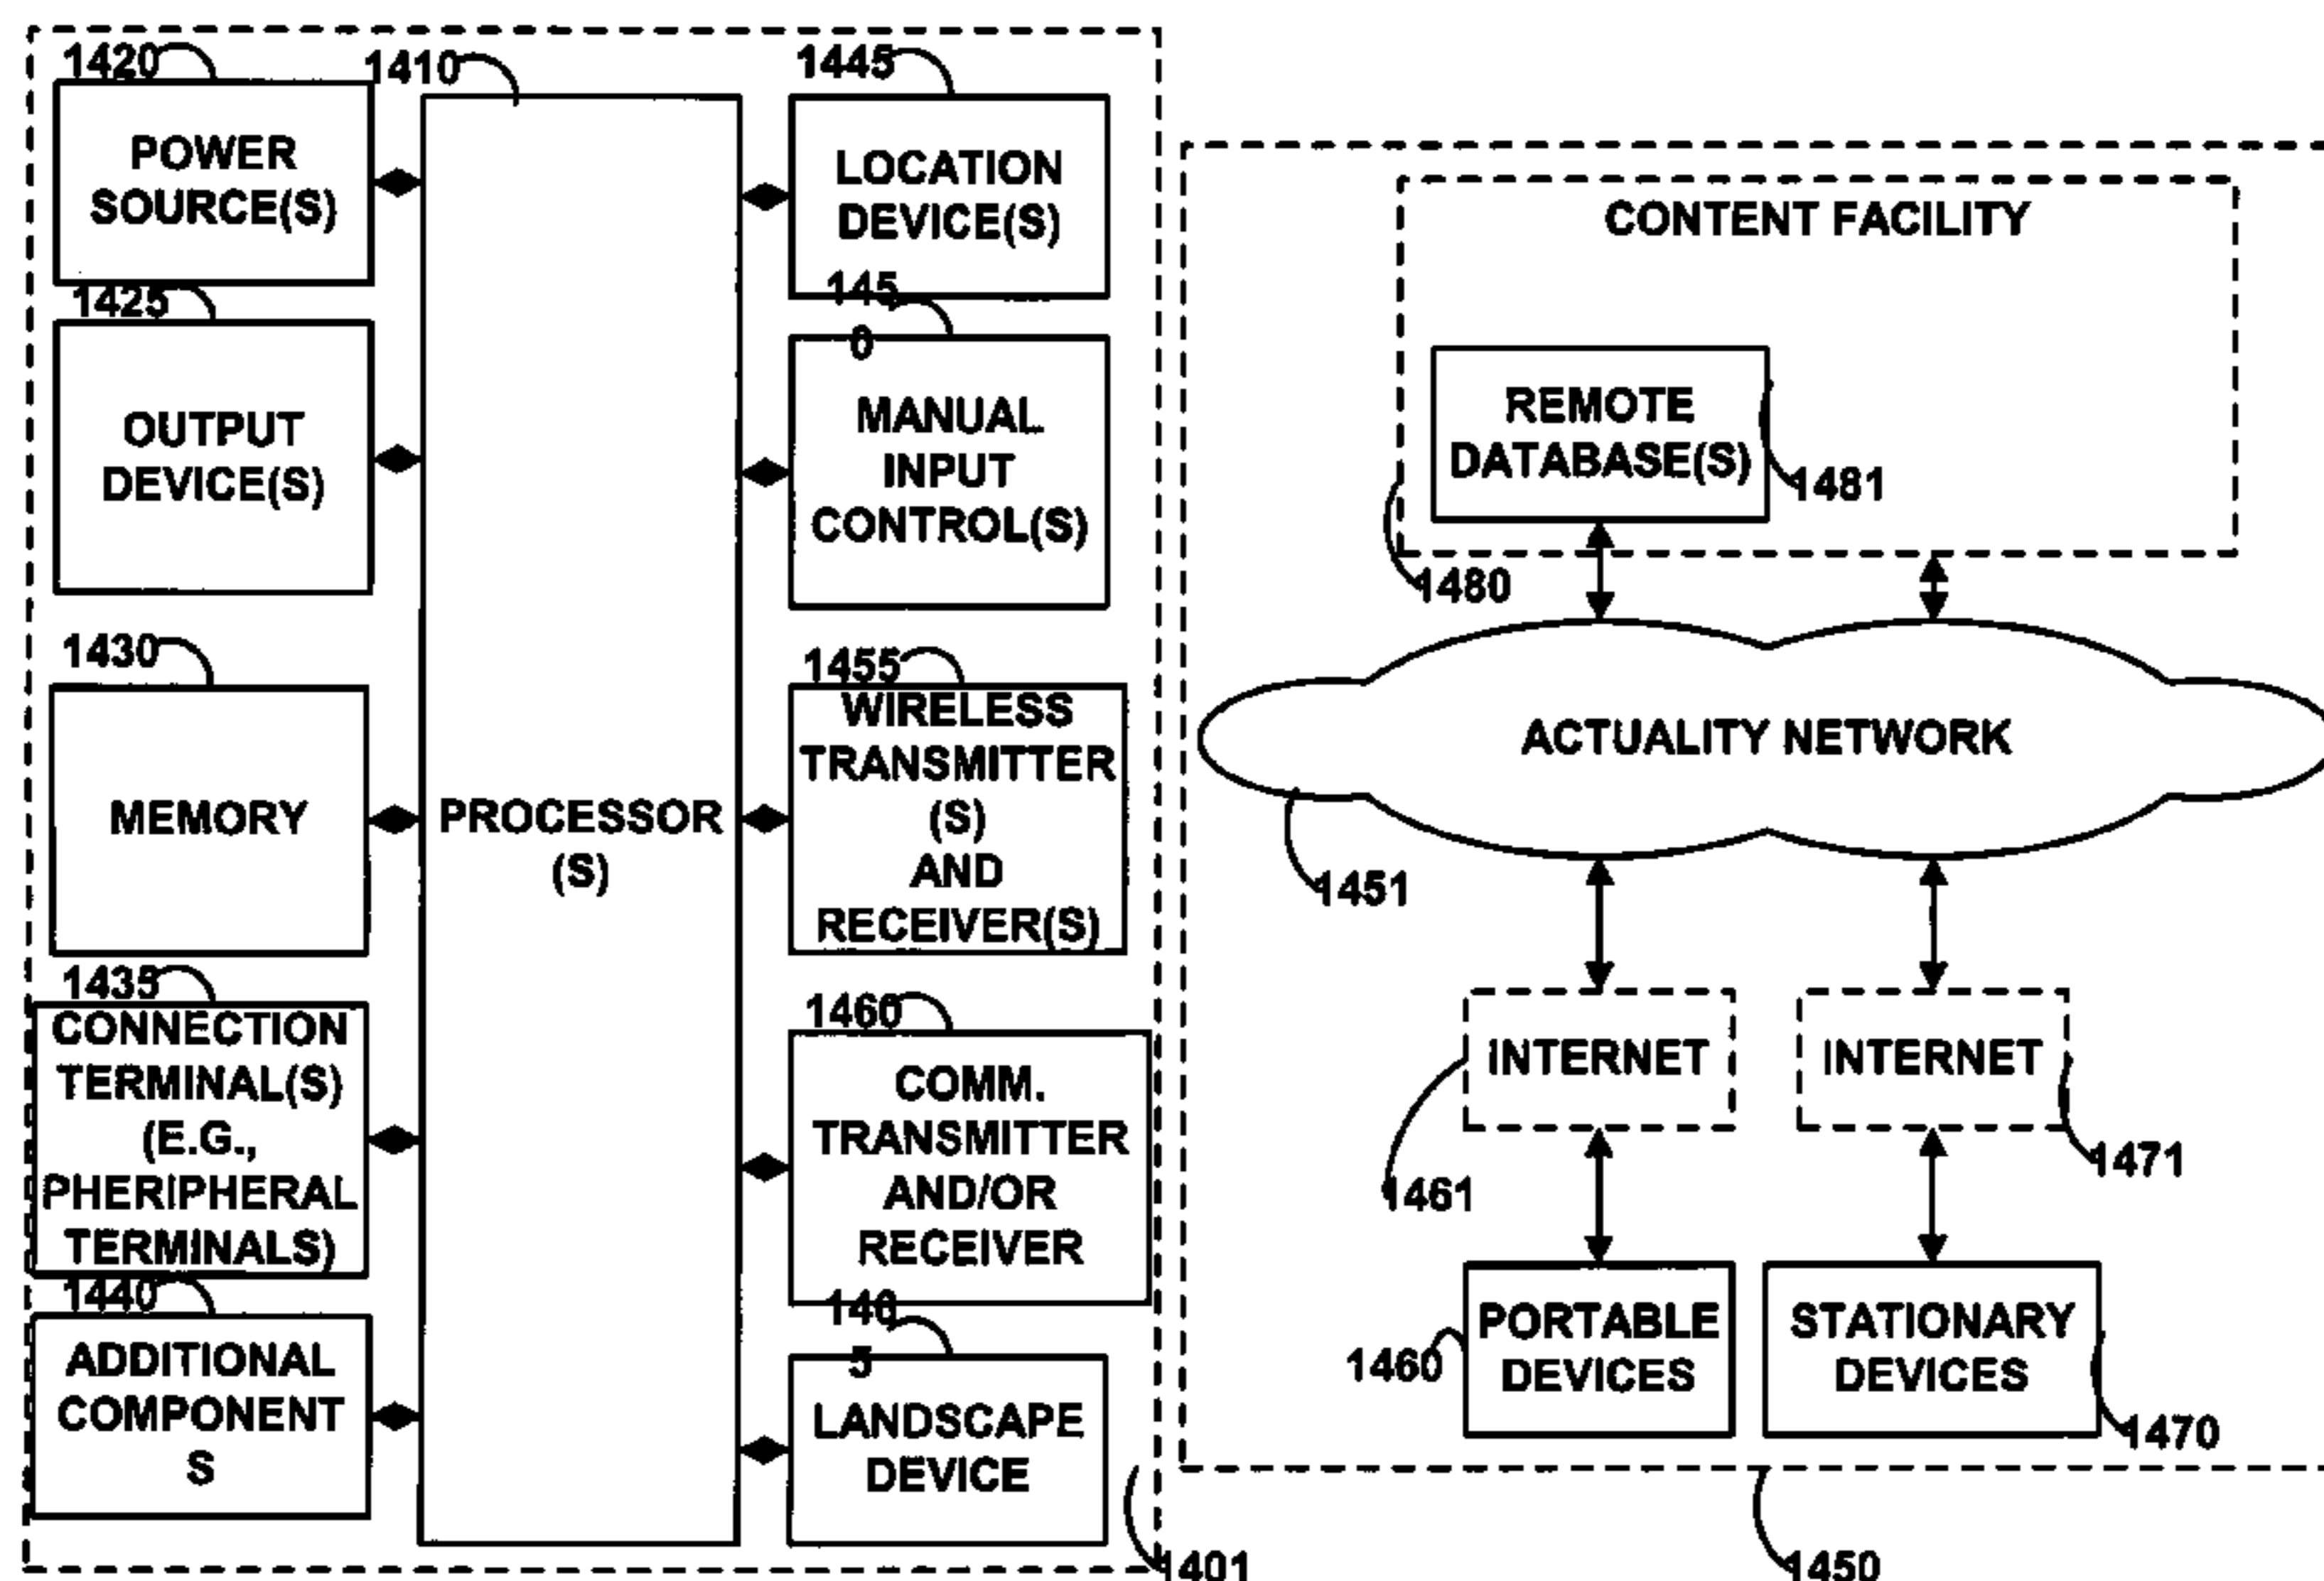 1420
POWER
SOURCE(S)
1425
OUTPUT
DEVICE(S)
1430
MEMORY
1435
CONNECTION
TERMINAL(S)
(E.G.,
PHERIPHERAL
TERMINALS)
1440
ADDITIONAL
COMPONENT
S
1410
PROCESSOR
(S)
1445
LOCATION
DEVICE(S)
145
0
MANUAL
INPUT
CONTROL(S)
1455
WIRELESS
TRANSMITTER
(S)
AND
RECEIVER(S)
1460
COMM.
TRANSMITTER
AND/OR
RECEIVER
146
5
LANDSCAPE
DEVICE
1401
CONTENT FACILITY
REMOTE
DATABASE(S)
1481
1480
ACTUALITY NETWORK
1451
INTERNET
1461
INTERNET
1471
PORTABLE
DEVICES
1460
STATIONARY
DEVICES
1470
1450